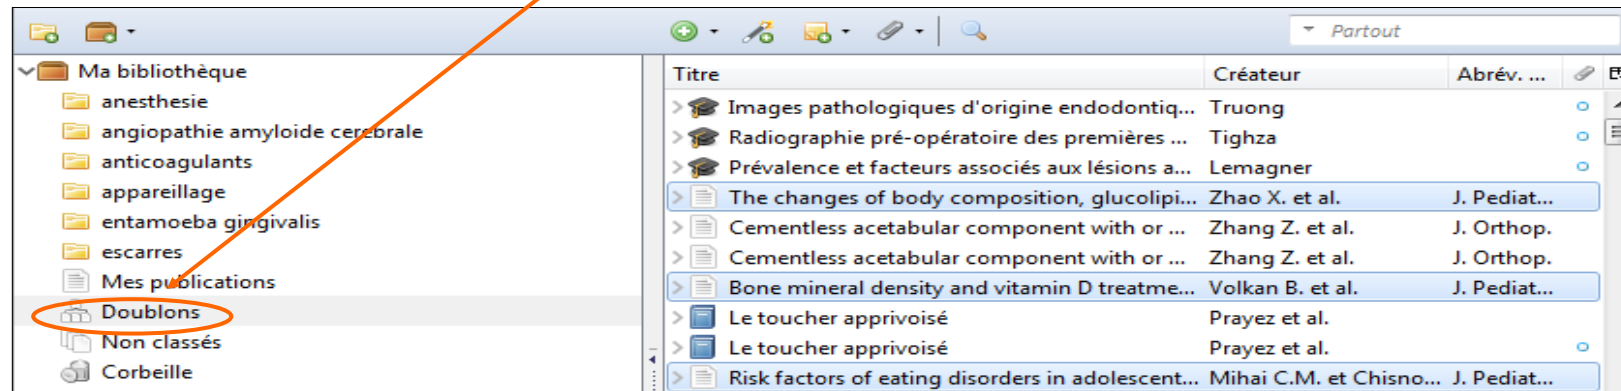 Partout
Ma bibliothèque
anesthesie
angiopathie amyloide cerebrale
anticoagulants
appareillage
entamoeba gingivalis
escarres
Mes publications
Doublons
Non classés
Corbeille
Titre Créateur Abrév. ...
Images pathologiques d'origine endodontiq... Truong
Radiographie pré-opératoire des premières ... Tighza
Prévalence et facteurs associés aux lésions a... Lemagner
The changes of body composition, glucolipi... Zhao X. et al. J. Pediat...
Cementless acetabular component with or ... Zhang Z. et al. J. Orthop.
Cementless acetabular component with or ... Zhang Z. et al. J. Orthop.
Bone mineral density and vitamin D treatme... Volkan B. et al. J. Pediat...
Le toucher apprivoisé Prayez et al.
Le toucher apprivoisé Prayez et al.
Risk factors of eating disorders in adolescent... Mihai C.M. et Chisno... J. Pediat...